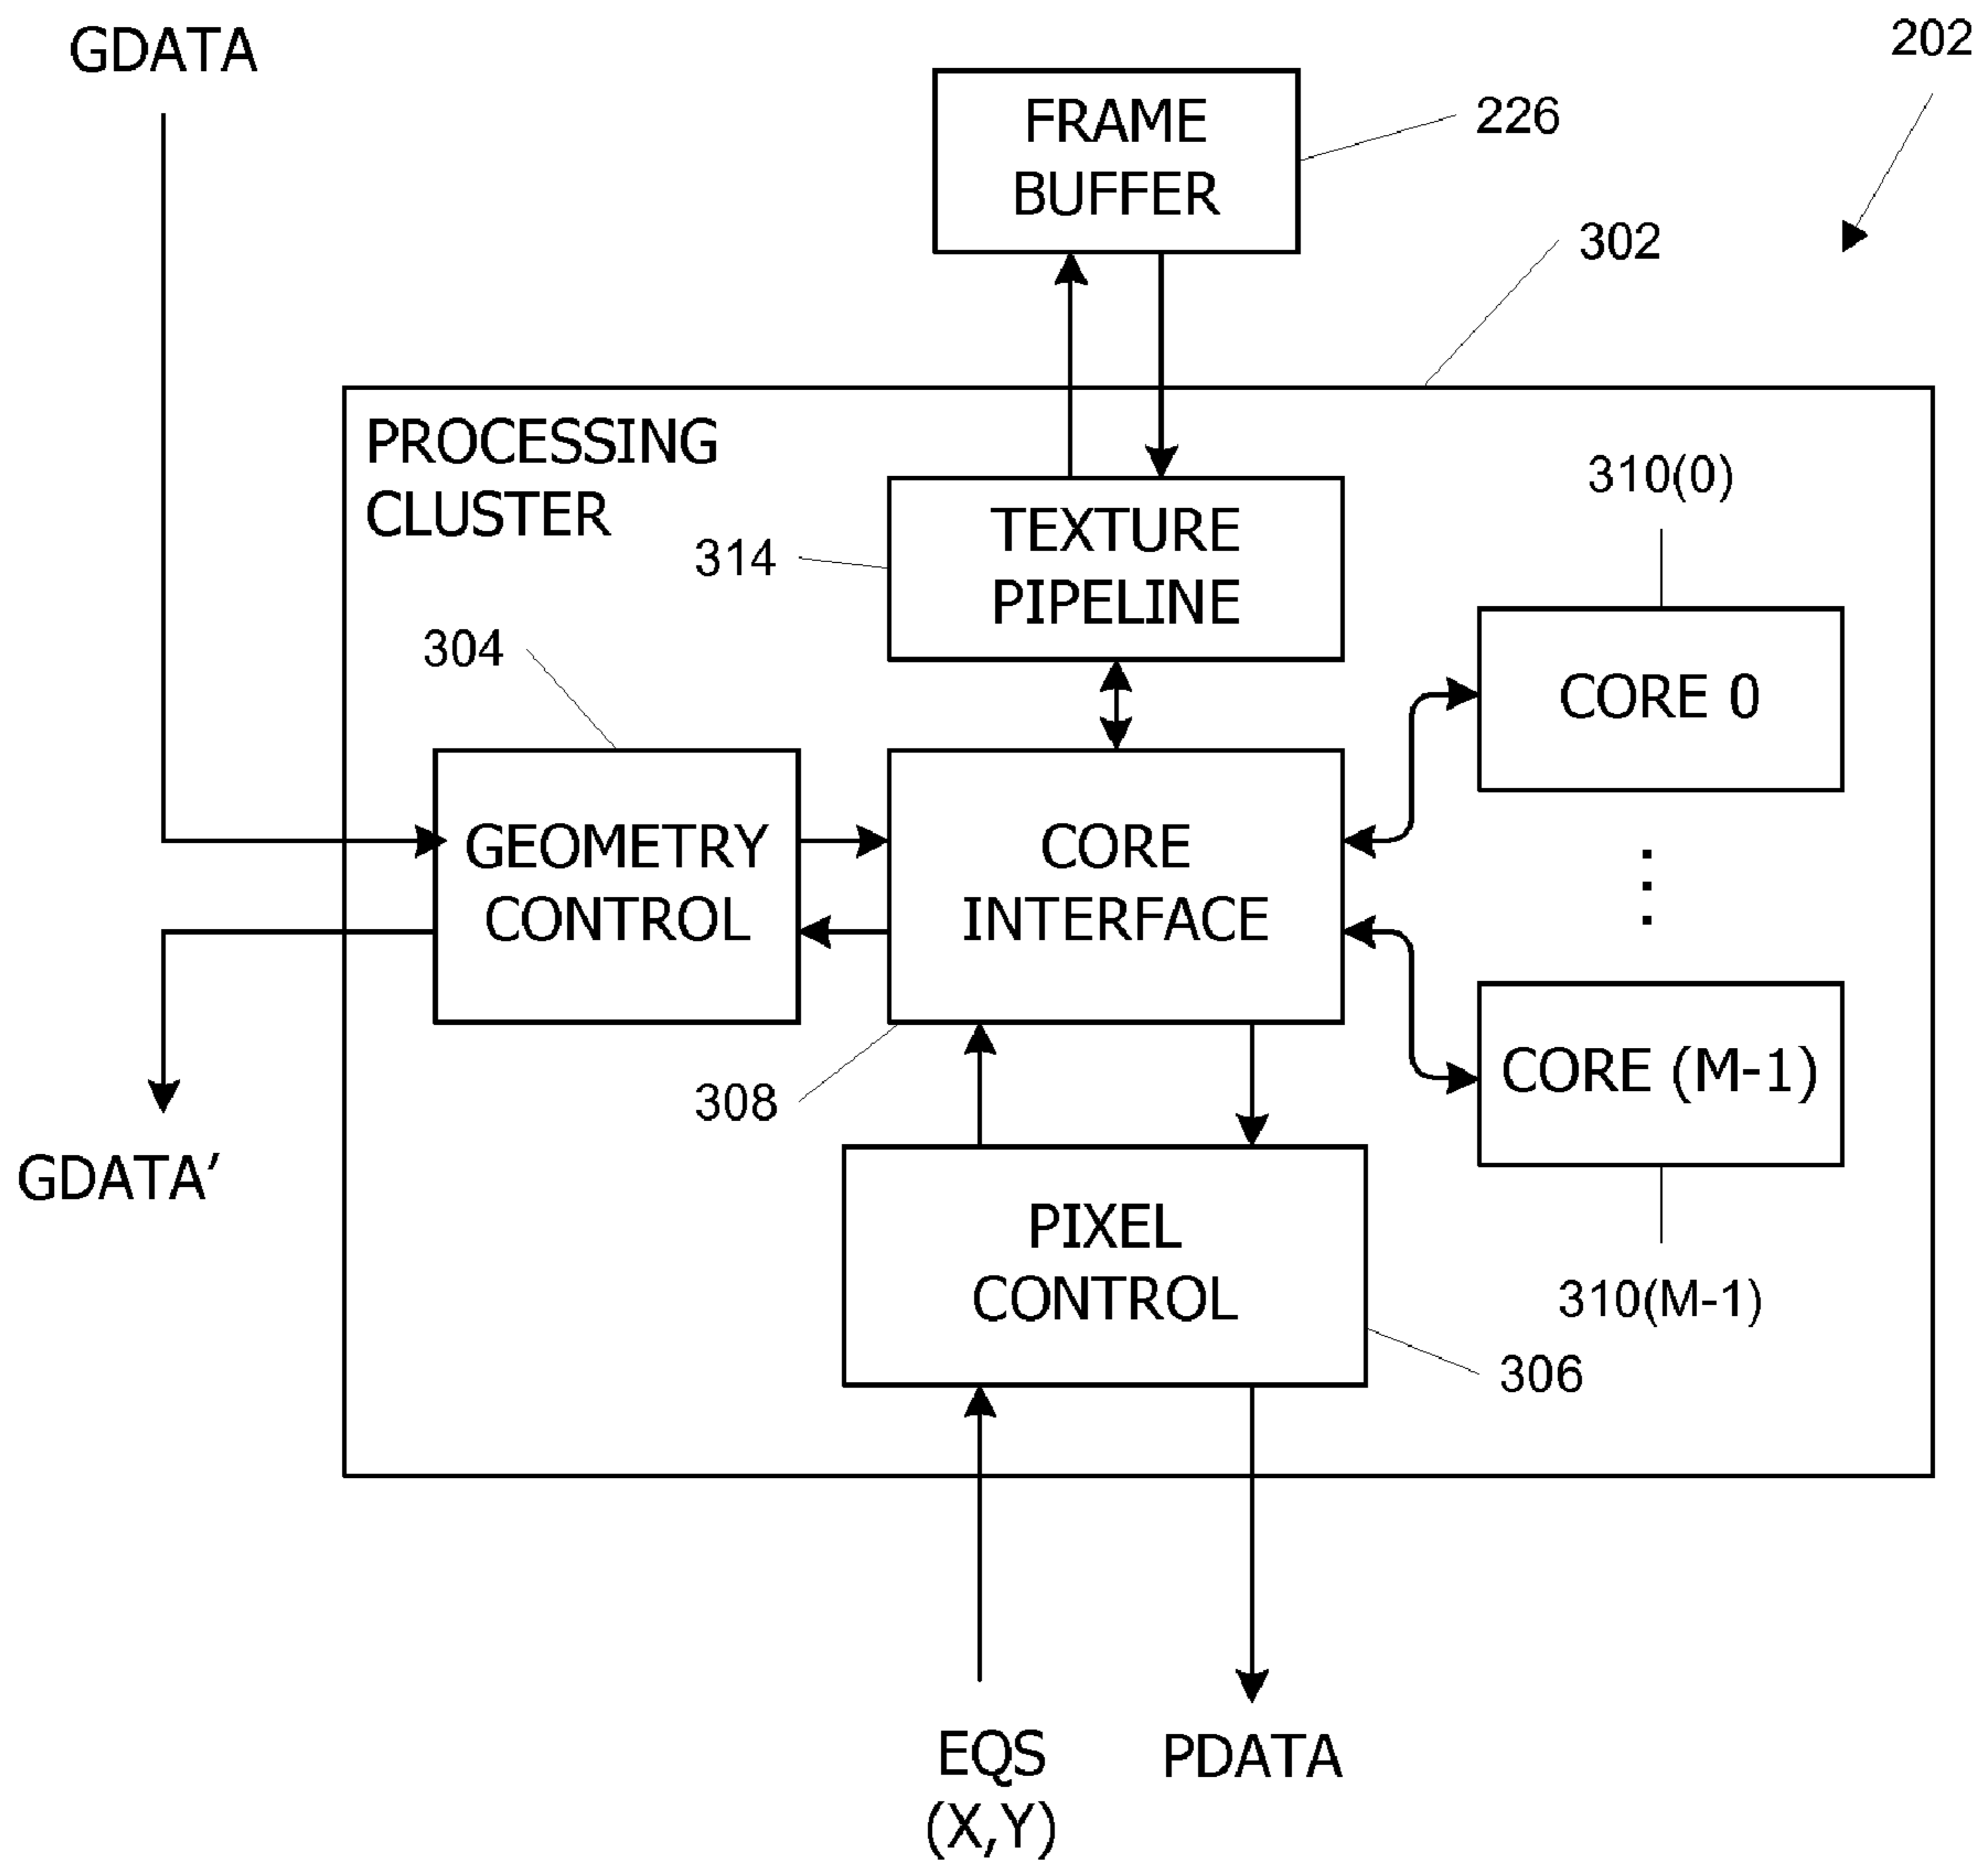 GDATA
202
FRAME
BUFFER
226
302
PROCESSING
CLUSTER
310(0)
TEXTURE
PIPELINE
314
304
CORE 0
GEOMETRY
CONTROL
CORE
INTERFACE
CORE (M-1)
308
GDATA'
PIXEL
CONTROL
310(M-1)
306
EQS
(X,Y)
PDATA